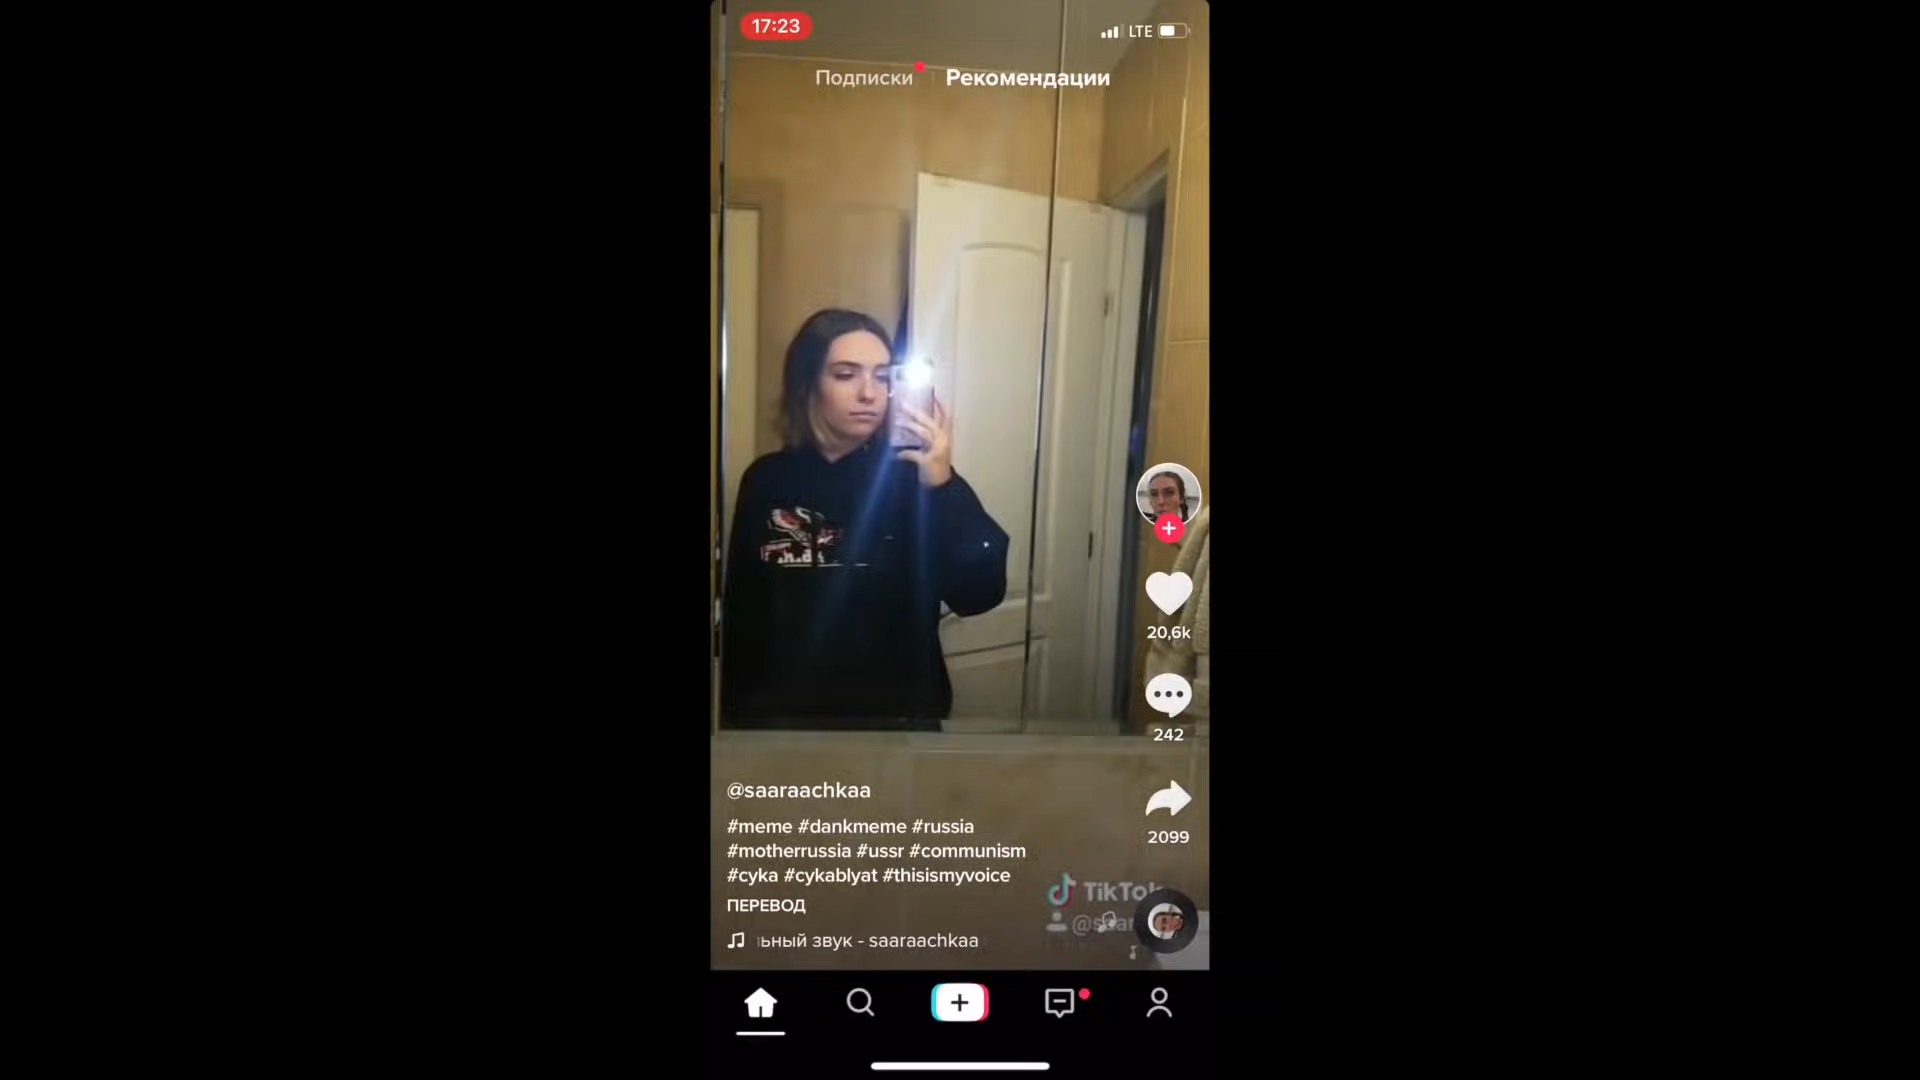 17:23
LTE
Подписки
Рекомендации
20,6k
242
2099
@saaraachkaa
#meme #dankmeme #russia
#motherrussia #ussr #communism
#cyka #cykablyat #thisismyvoice
ПЕРЕВОД
ьный звук - saaraachkaa
TikTok